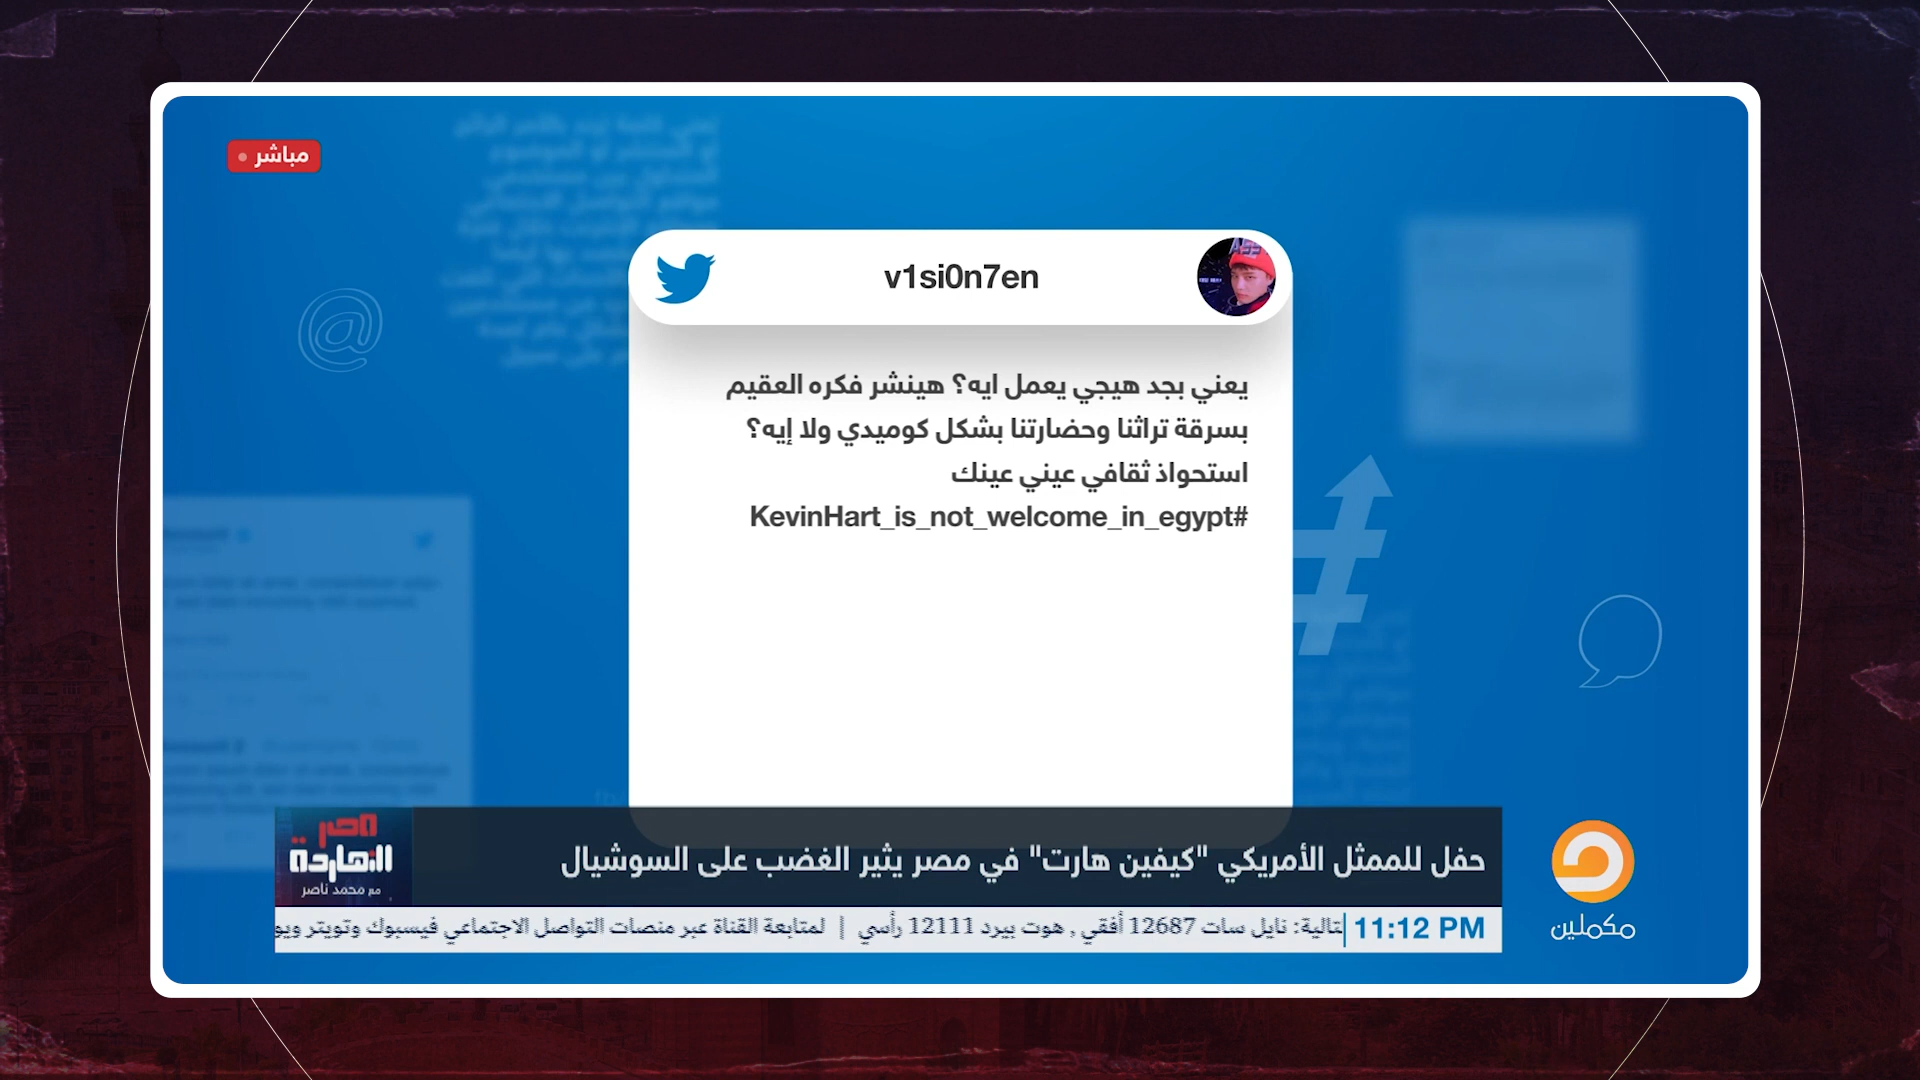 مباشر
v1si0n7en
يعني بجد هيجي يعمل ايه؟ هينشر فكره العقيم
بسرقة تراثنا وحضارتنا بشكل كوميدي ولا إيه؟
استحواذ ثقافي عيني عينك
#KevinHart_is_not_welcome_in_egypt
حفل للممثل الأمريكي "كيفين هارت" في مصر يثير الغضب على السوشيال
مصر
النهاردة
مع محمد ناصر
11:12 PM
تالية: نايل سات 12687 أفقي , هوت بيرد 12111 رأسي | لمتابعة القناة عبر منصات التواصل الاجتماعي فيسبوك وتويتر ويو
مكملين